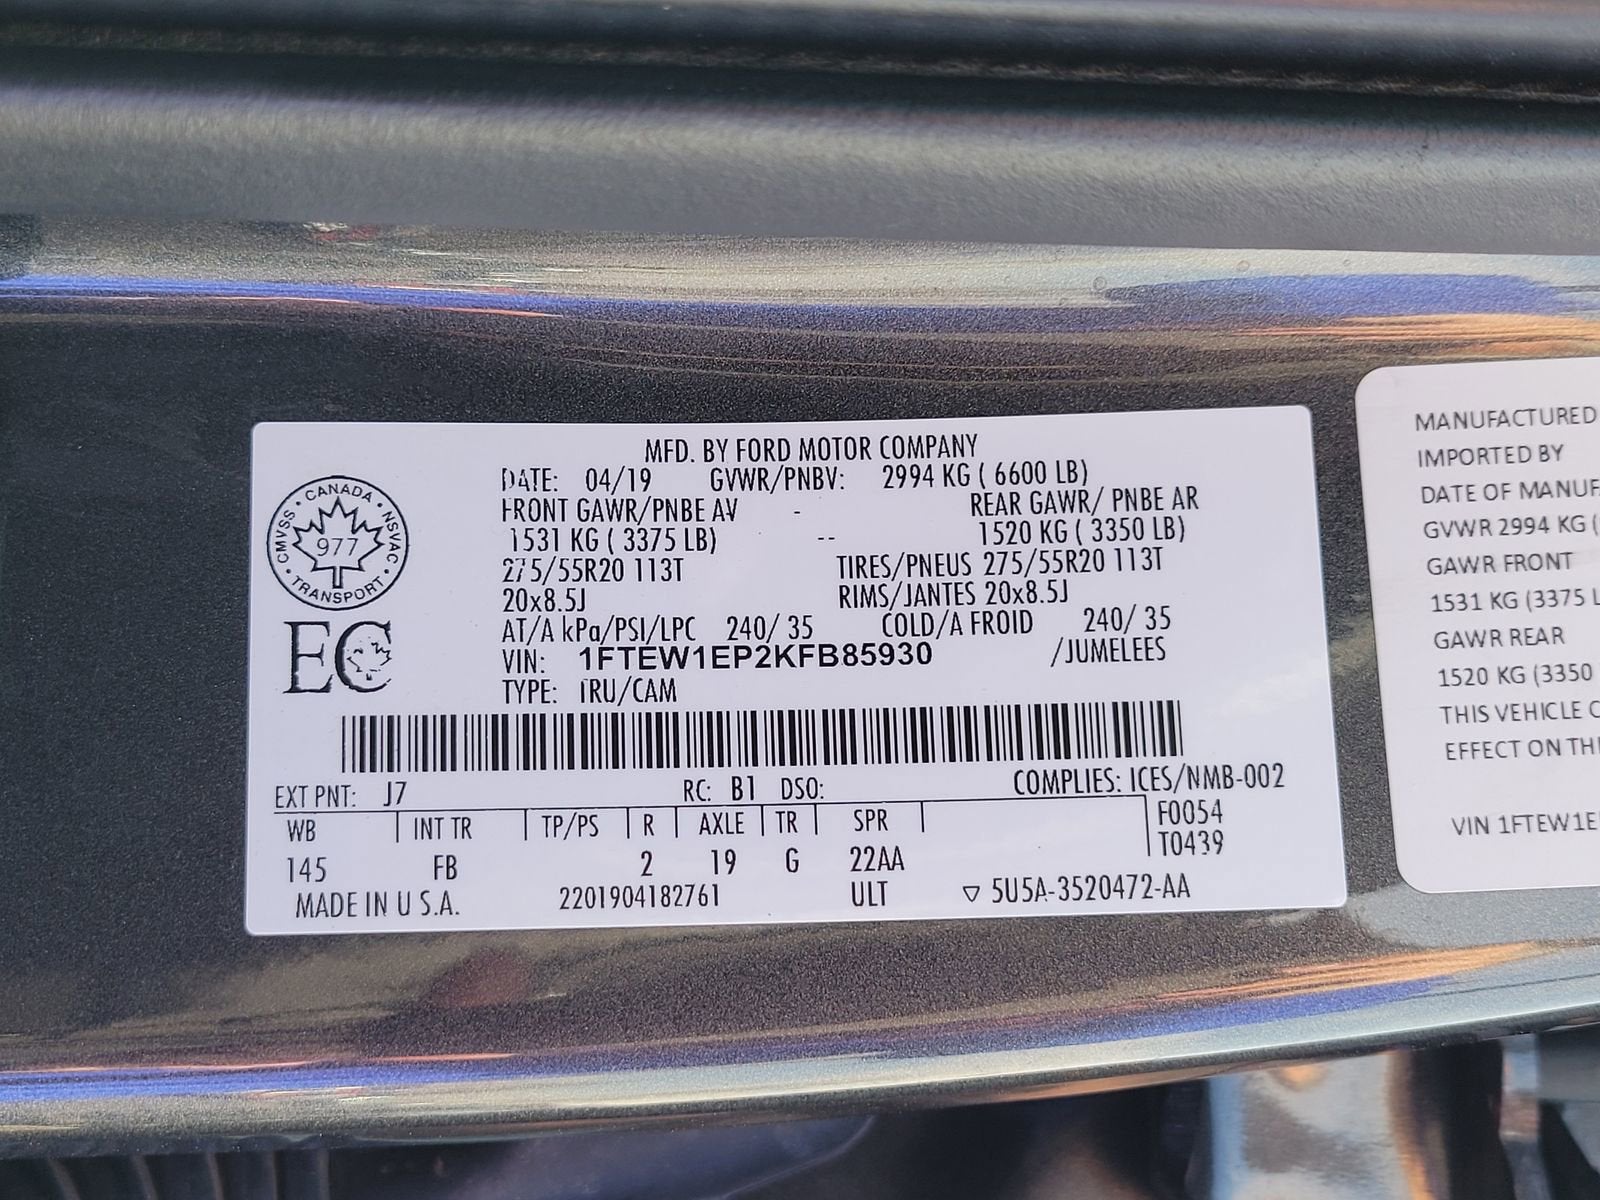 MFD. BY FORD MOTOR COMPANY
DATE: 04/19 GVWR/PNBV: 2994 KG ( 6600 LB)
FRONT GAWR/PNBE AV - REAR GAWR/ PNBE AR
1531 KG ( 3375 LB) -- 1520 KG ( 3350 LB)
275/55R20 113T TIRES/PNEUS 275/55R20 113T
20x8.5J RIMS/JANTES 20x8.5J
AT/A kPa/PSI/LPC 240/ 35 COLD/A FROID 240/ 35
VIN: 1FTEW1EP2KFB85930 /JUMELEES
TYPE: TRU/CAM
CANADA
CMVSS • NSVAC
977
TRANSPORT
EC
EXT PNT: J7 RC: B1 DSO: COMPLIES: ICES/NMB-002
WB INT TR TP/PS R AXLE TR SPR F0054
T0439
145 FB 2 19 G 22AA
MADE IN U S.A. 2201904182761 ULT ▽ 5U5A-3520472-AA
MANUFACTURED
IMPORTED BY
DATE OF MANUFA
GVWR 2994 KG (
GAWR FRONT
1531 KG (3375 L
GAWR REAR
1520 KG (3350
THIS VEHICLE C
EFFECT ON TH
VIN 1FTEW1E